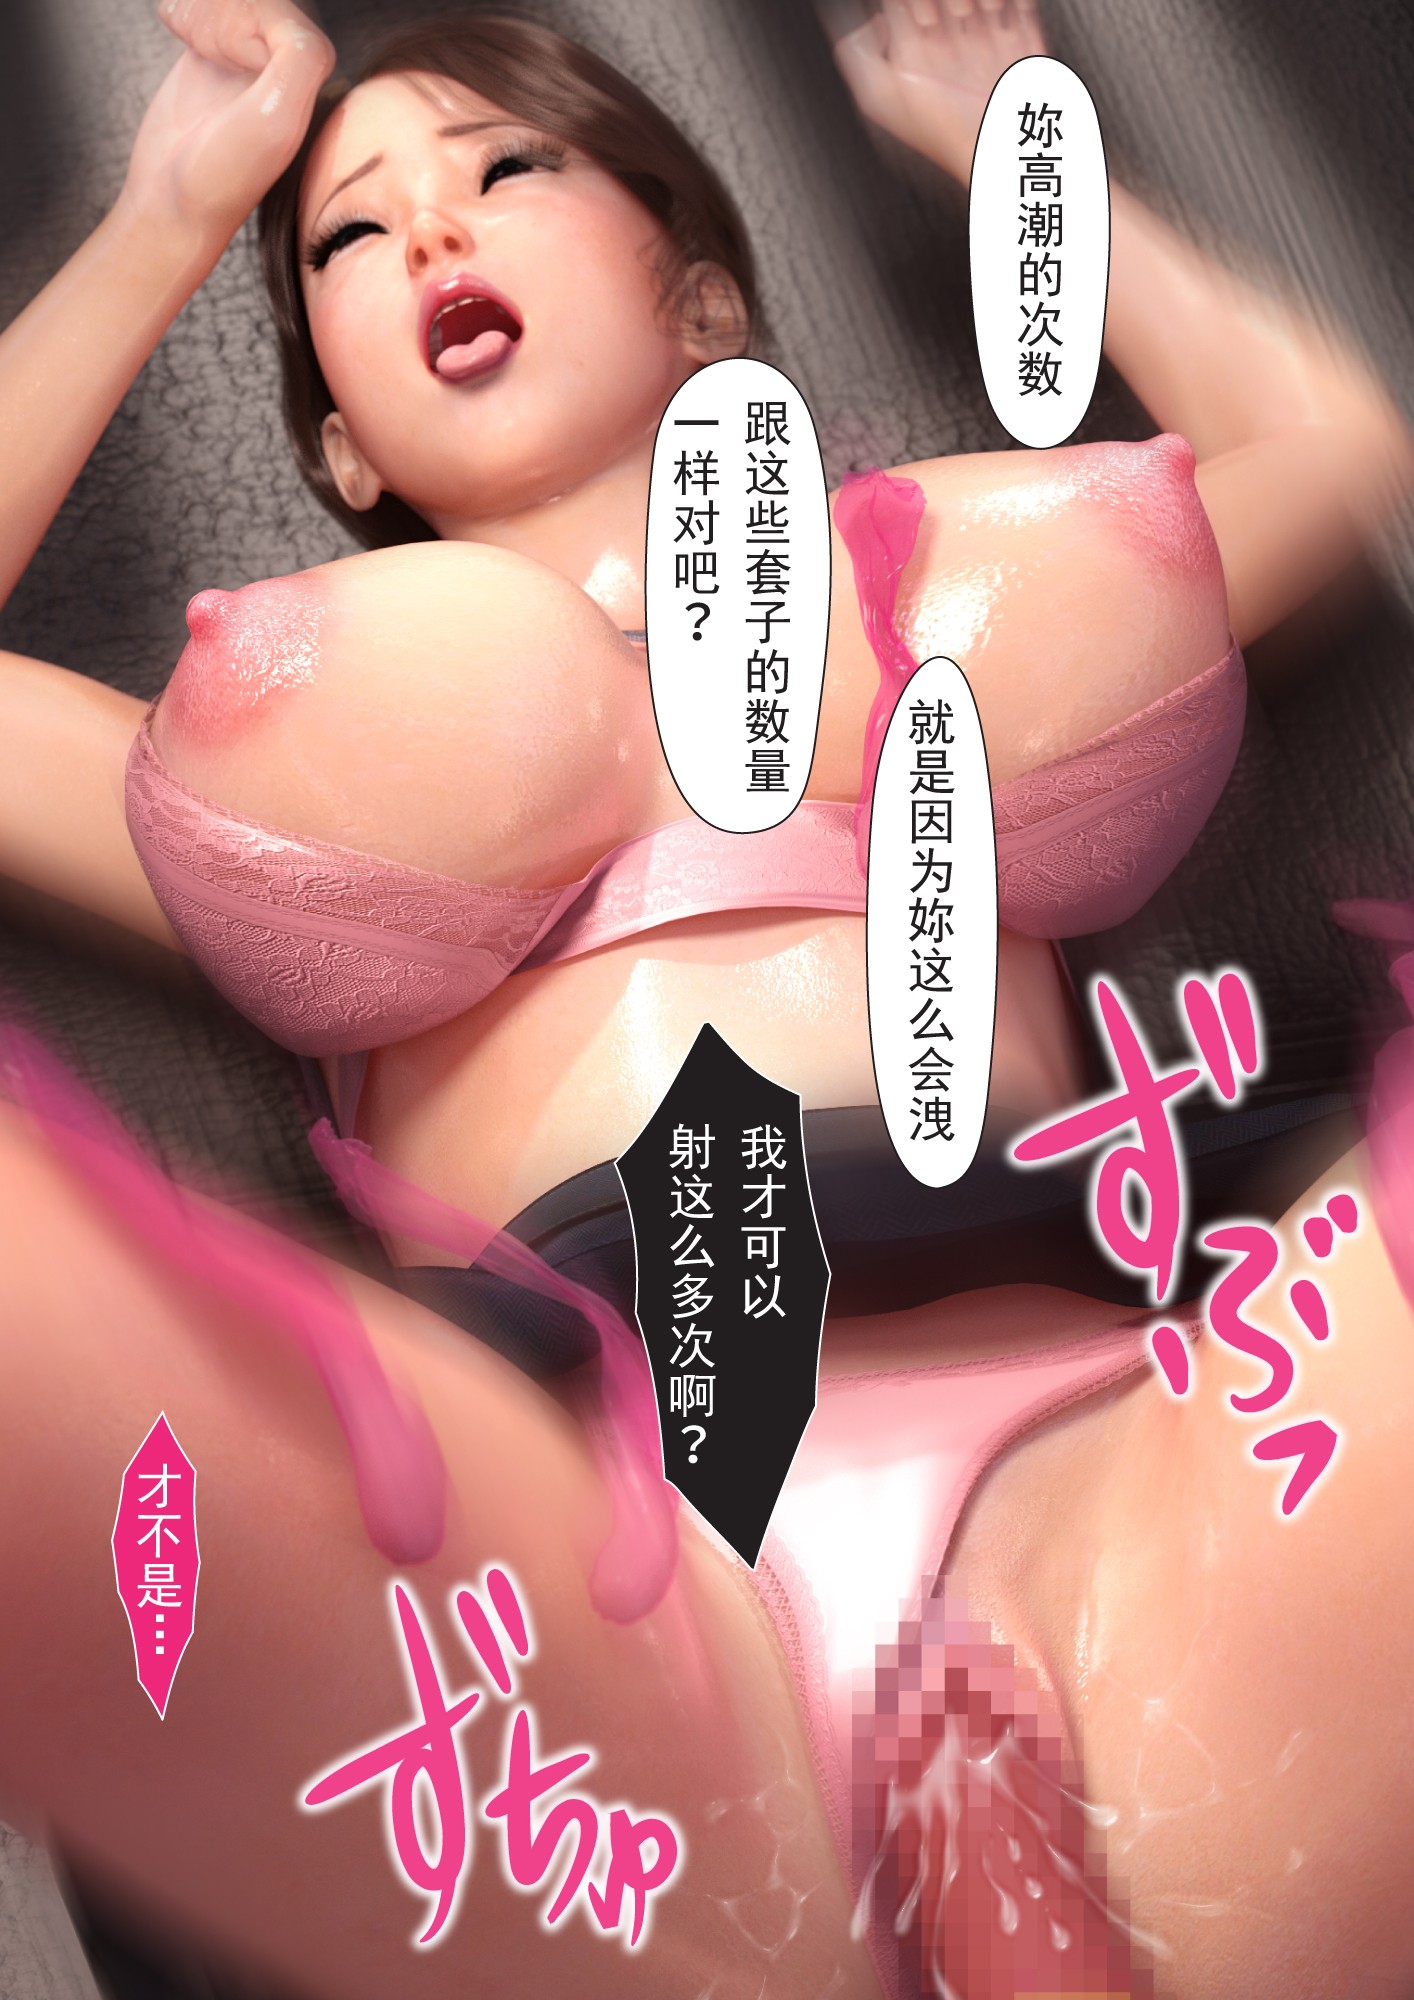 妳高潮的次数
跟这些套子的数量
一样对吧？
就是因为妳这么会洩
我才可以
射这么多次啊？
ずぶっ
才不是…
ずちゅ